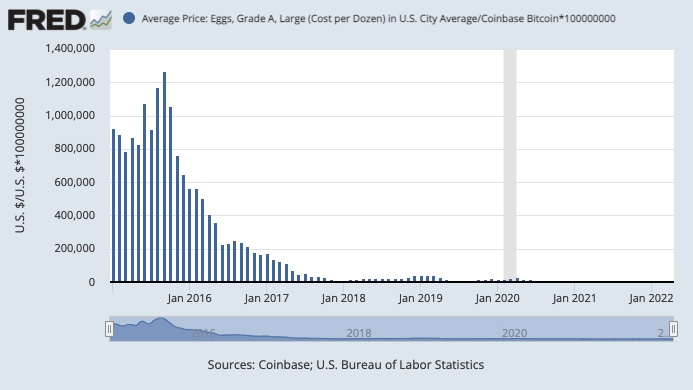 FRED
Average Price: Eggs, Grade A, Large (Cost per Dozen) in U.S. City Average/Coinbase Bitcoin*100000000
U.S. $/U.S. $*100000000
1,400,000
1,200,000
1,000,000
800,000
600,000
400,000
200,000
0
Jan 2016 Jan 2017 Jan 2018 Jan 2019 Jan 2020 Jan 2021 Jan 2022
2016 2018 2020 2...
Sources: Coinbase; U.S. Bureau of Labor Statistics